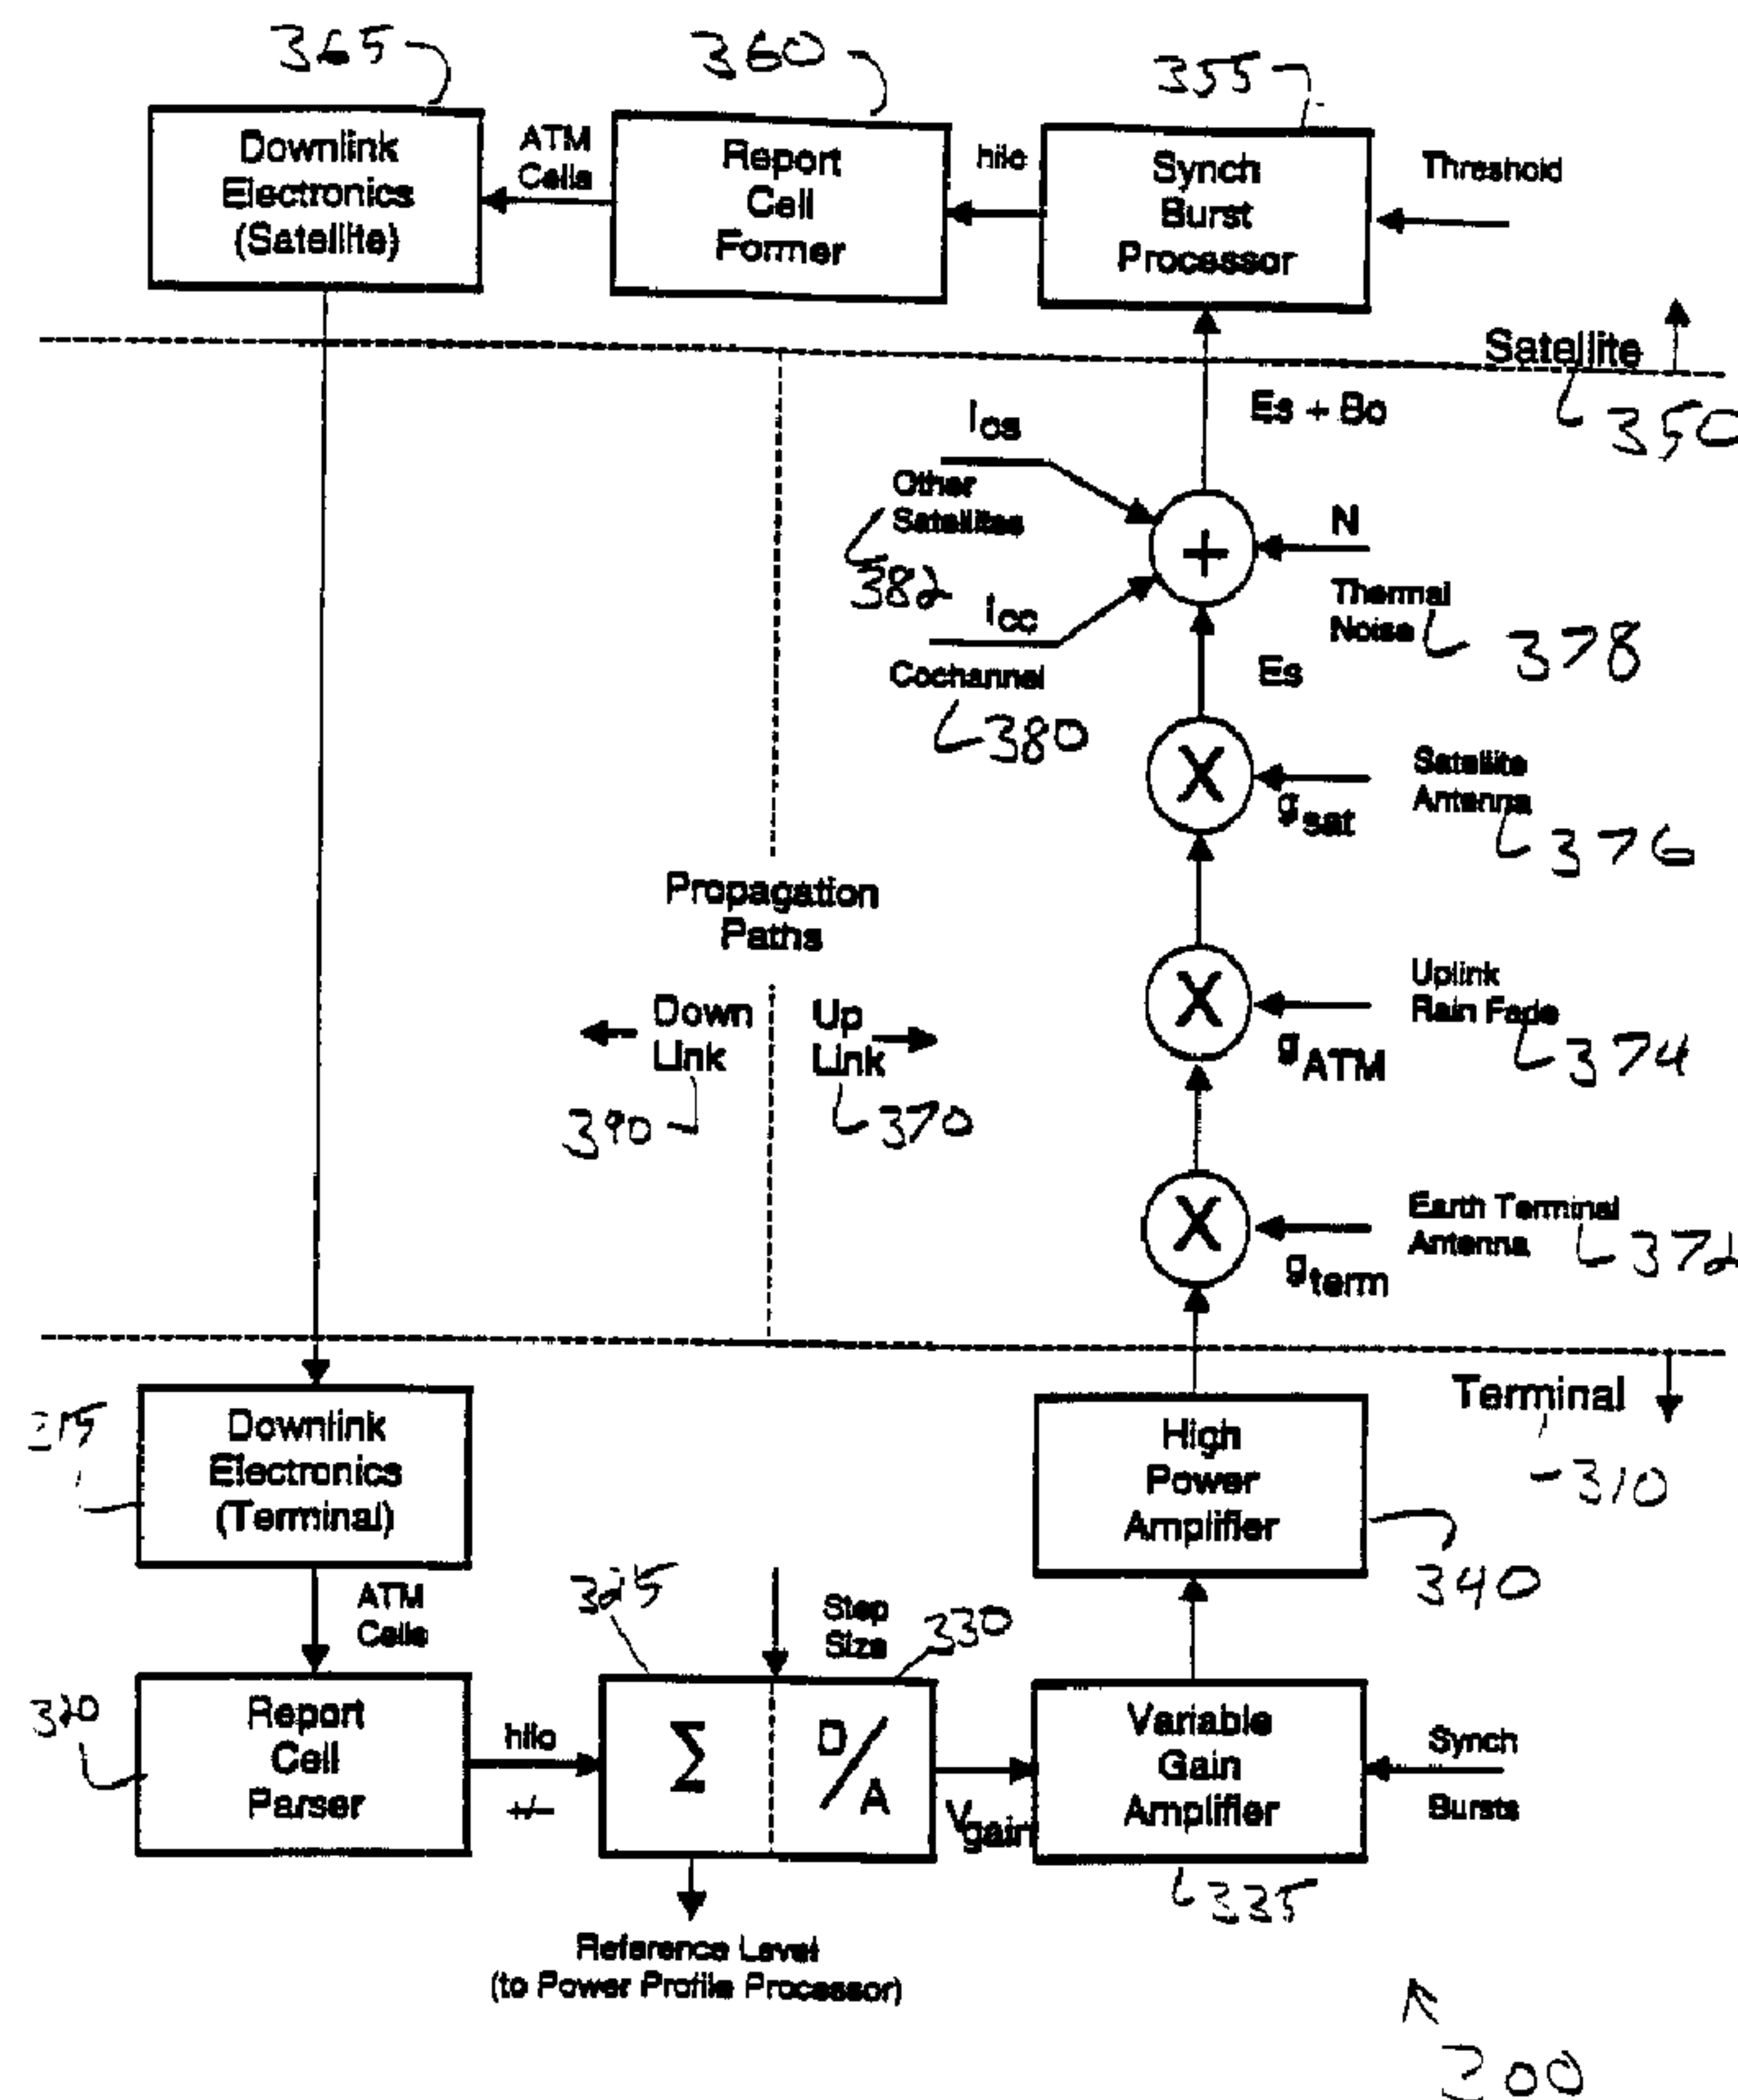 365
360
355
Downlink
Electronics
(Satellite)
ATM
Cells
Report
Cell
Former
hilo
Synch
Burst
Processor
Threshold
Satellite
350
Es + Bo
Ios
Other
Satellites
382
+
N
Thermal
Noise
378
Icc
Cochannel
380
Es
X
gsat
Satellite
Antenna
376
Propagation
Paths
X
gATM
Uplink
Rain Fade
374
Down
Link
390
Up
Link
370
X
gterm
Earth Terminal
Antenna
372
Terminal
310
Downlink
Electronics
(Terminal)
High
Power
Amplifier
340
ATM
Cells
325
Step
Size
330
320
Report
Cell
Parser
hilo
+/-
Σ
D/A
Vgain
Variable
Gain
Amplifier
335
Synch
Bursts
Reference Level
(to Power Profile Processor)